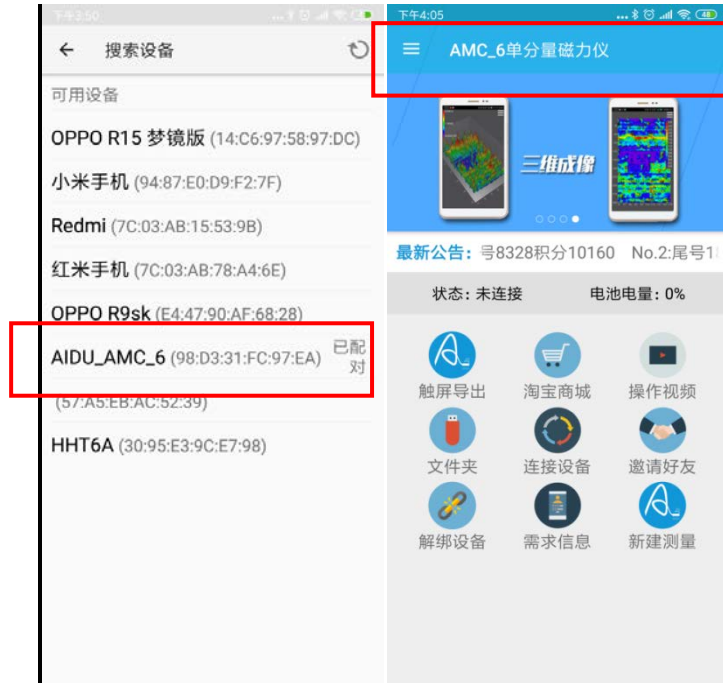 下午3:50
搜索设备
可用设备
OPPO R15 梦镜版 (14:C6:97:58:97:DC)
小米手机 (94:87:E0:D9:F2:7F)
Redmi (7C:03:AB:15:53:9B)
红米手机 (7C:03:AB:78:A4:6E)
OPPO R9sk (E4:47:90:AF:68:28)
AIDU_AMC_6 (98:D3:31:FC:97:EA) 已配对
(57:A5:EB:AC:52:39)
HHT6A (30:95:E3:9C:E7:98)
下午4:05
40
AMC_6单分量磁力仪
三维成像
最新公告: 号8328积分10160 No.2:尾号1
状态: 未连接 电池电量: 0%
触屏导出 淘宝商城 操作视频
文件夹 连接设备 邀请好友
解绑设备 需求信息 新建测量